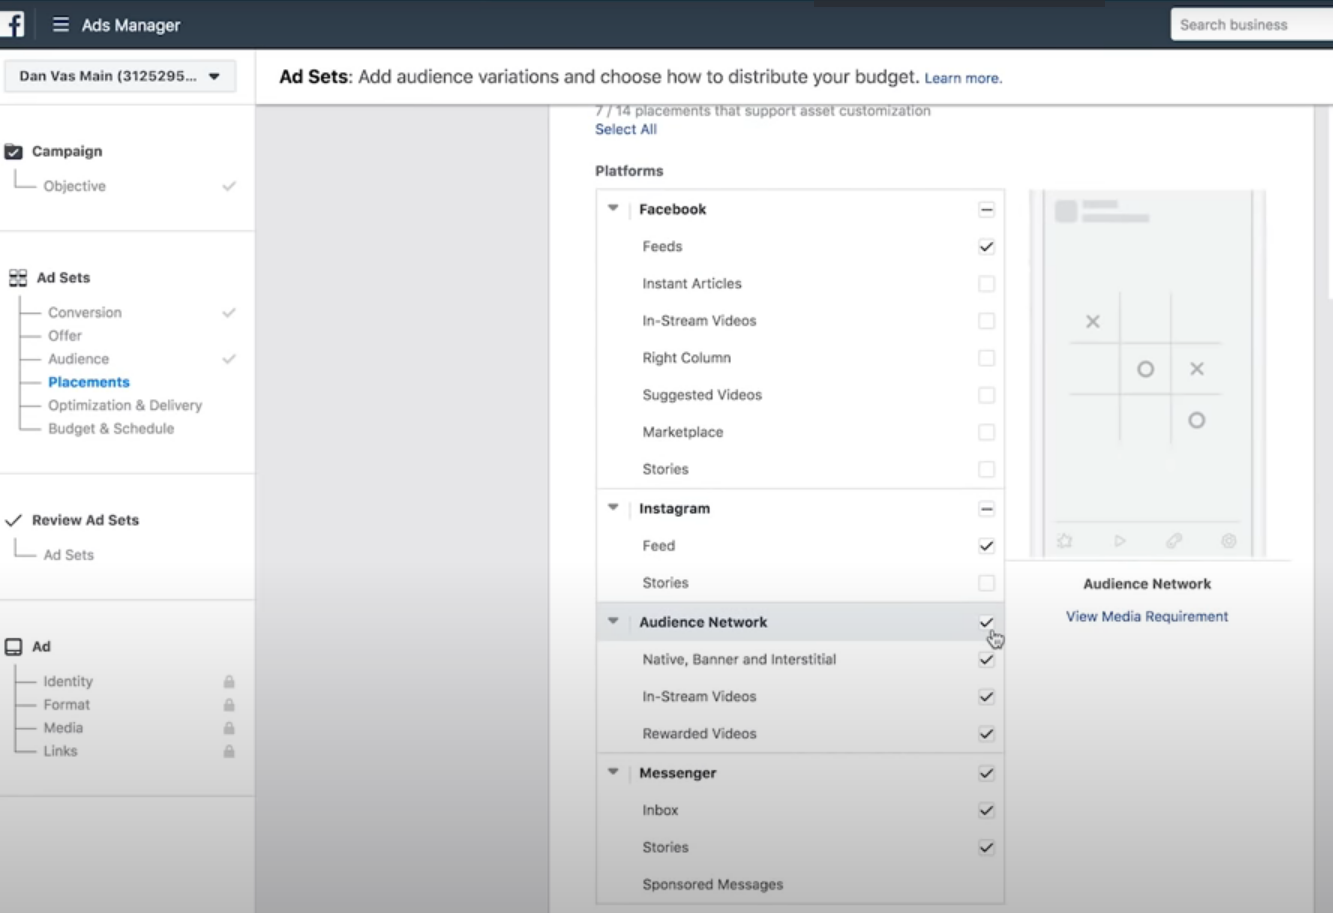 f
Ads Manager
Search business
Dan Vas Main (3125295...
Ad Sets: Add audience variations and choose how to distribute your budget. Learn more.
7 / 14 placements that support asset customization
Select All
Campaign
Objective
Ad Sets
Conversion
Offer
Audience
Placements
Optimization & Delivery
Budget & Schedule
Review Ad Sets
Ad Sets
Ad
Identity
Format
Media
Links
Platforms
Facebook
Feeds
Instant Articles
In-Stream Videos
Right Column
Suggested Videos
Marketplace
Stories
Instagram
Feed
Stories
Audience Network
Native, Banner and Interstitial
In-Stream Videos
Rewarded Videos
Messenger
Inbox
Stories
Sponsored Messages
Audience Network
View Media Requirement